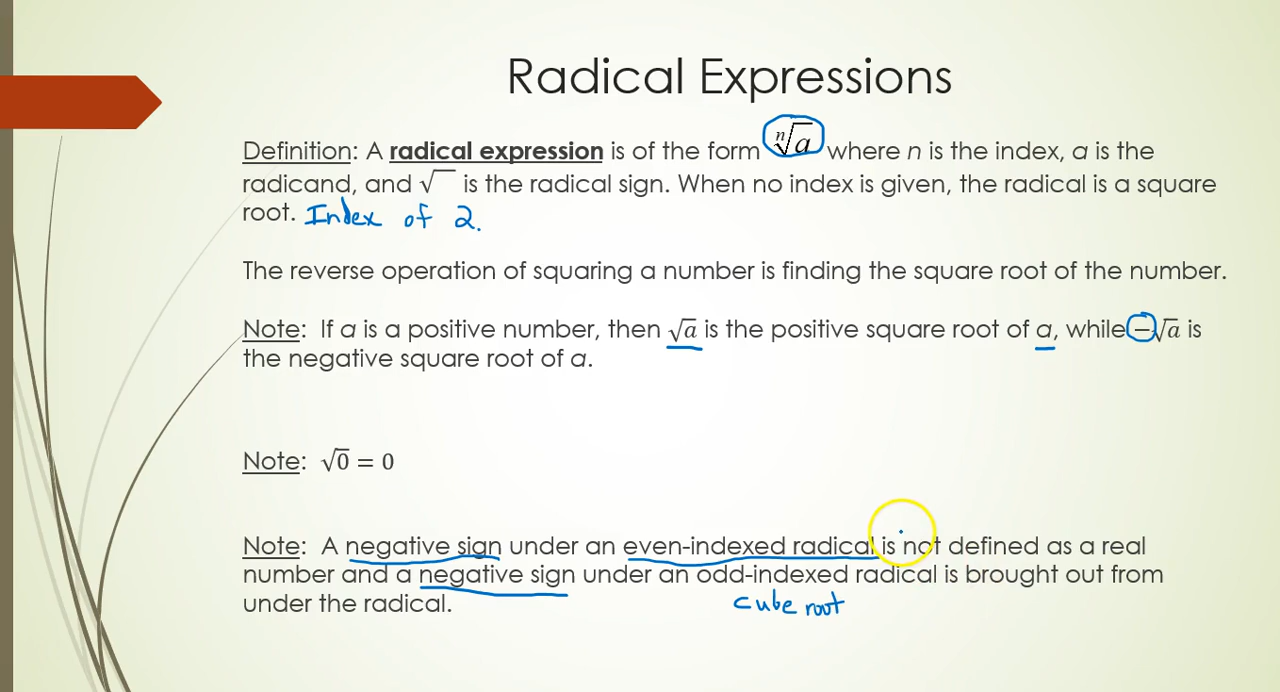 Radical Expressions
Definition: A radical expression is of the form ⁿ√a where n is the index, a is the
radicand, and √ is the radical sign. When no index is given, the radical is a square
root. Index of 2.
The reverse operation of squaring a number is finding the square root of the number.
Note: If a is a positive number, then √a is the positive square root of a, while −√a is
the negative square root of a.
Note: √0 = 0
Note: A negative sign under an even-indexed radical is not defined as a real
number and a negative sign under an odd-indexed radical is brought out from
under the radical. cube root